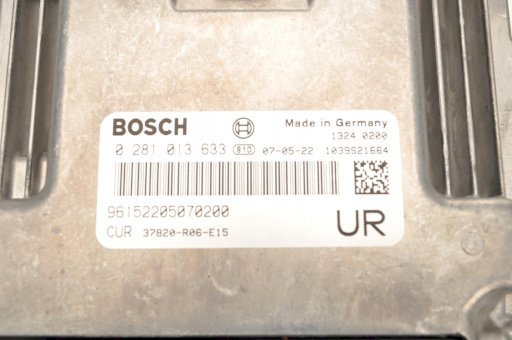 BOSCH Made in Germany
1324 0200
0 281 013 633 810 07-05-22 1039S21664
96152205070200
CUR 37820-R06-E15 UR